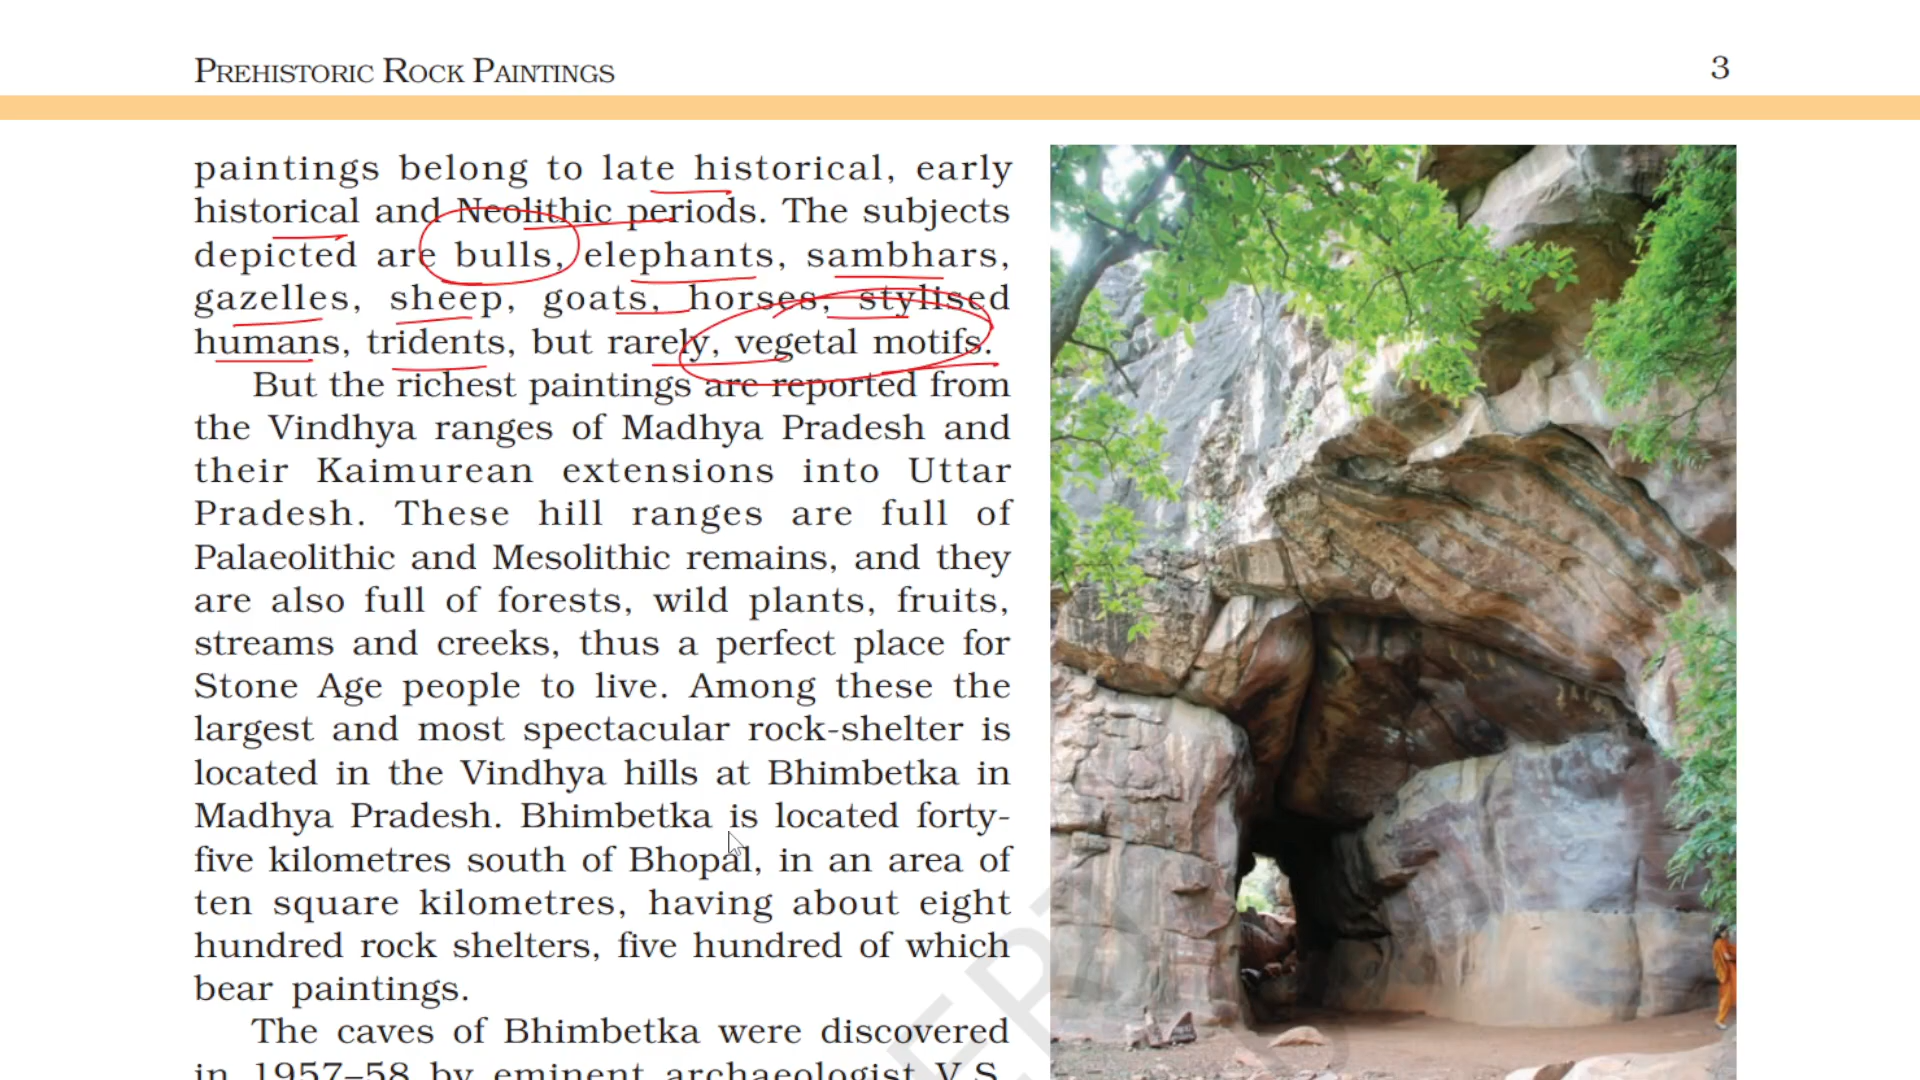 PREHISTORIC ROCK PAINTINGS
3
paintings belong to late historical, early
historical and Neolithic periods. The subjects
depicted are bulls, elephants, sambhars,
gazelles, sheep, goats, horses, stylised
humans, tridents, but rarely, vegetal motifs.
But the richest paintings are reported from
the Vindhya ranges of Madhya Pradesh and
their Kaimurean extensions into Uttar
Pradesh. These hill ranges are full of
Palaeolithic and Mesolithic remains, and they
are also full of forests, wild plants, fruits,
streams and creeks, thus a perfect place for
Stone Age people to live. Among these the
largest and most spectacular rock-shelter is
located in the Vindhya hills at Bhimbetka in
Madhya Pradesh. Bhimbetka is located forty-
five kilometres south of Bhopal, in an area of
ten square kilometres, having about eight
hundred rock shelters, five hundred of which
bear paintings.
The caves of Bhimbetka were discovered
in 1957–58 by eminent archaeologist V.S.